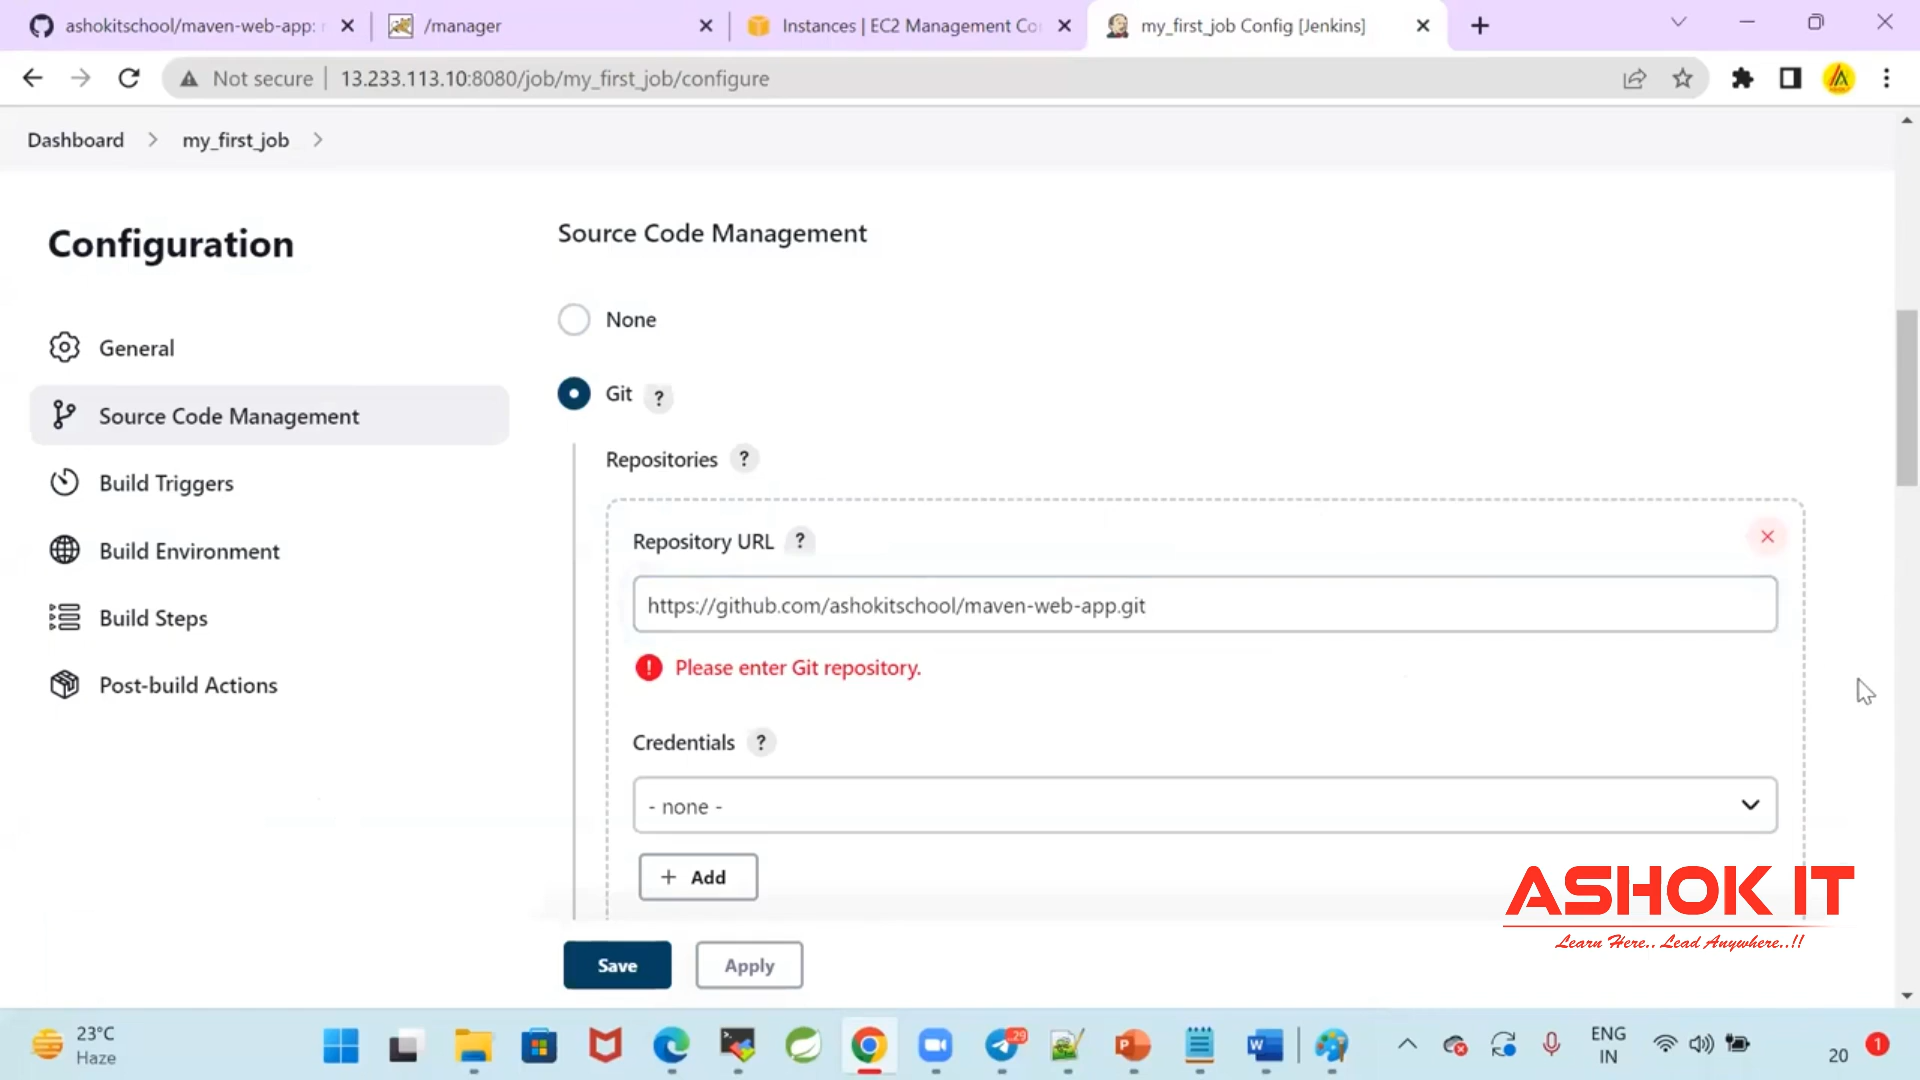 ashokitschool/maven-web-app:
/manager
Instances | EC2 Management Co
my_first_job Config [Jenkins]
Not secure
13.233.113.10:8080/job/my_first_job/configure
Dashboard
my_first_job
Configuration
General
Source Code Management
Build Triggers
Build Environment
Build Steps
Post-build Actions
Source Code Management
None
Git ?
Repositories ?
Repository URL ?
https://github.com/ashokitschool/maven-web-app.git
Please enter Git repository.
Credentials ?
- none -
+ Add
Save
Apply
ASHOK IT
Learn Here.. Lead Anywhere..!!
23°C
Haze
29
ENG
IN
20
1